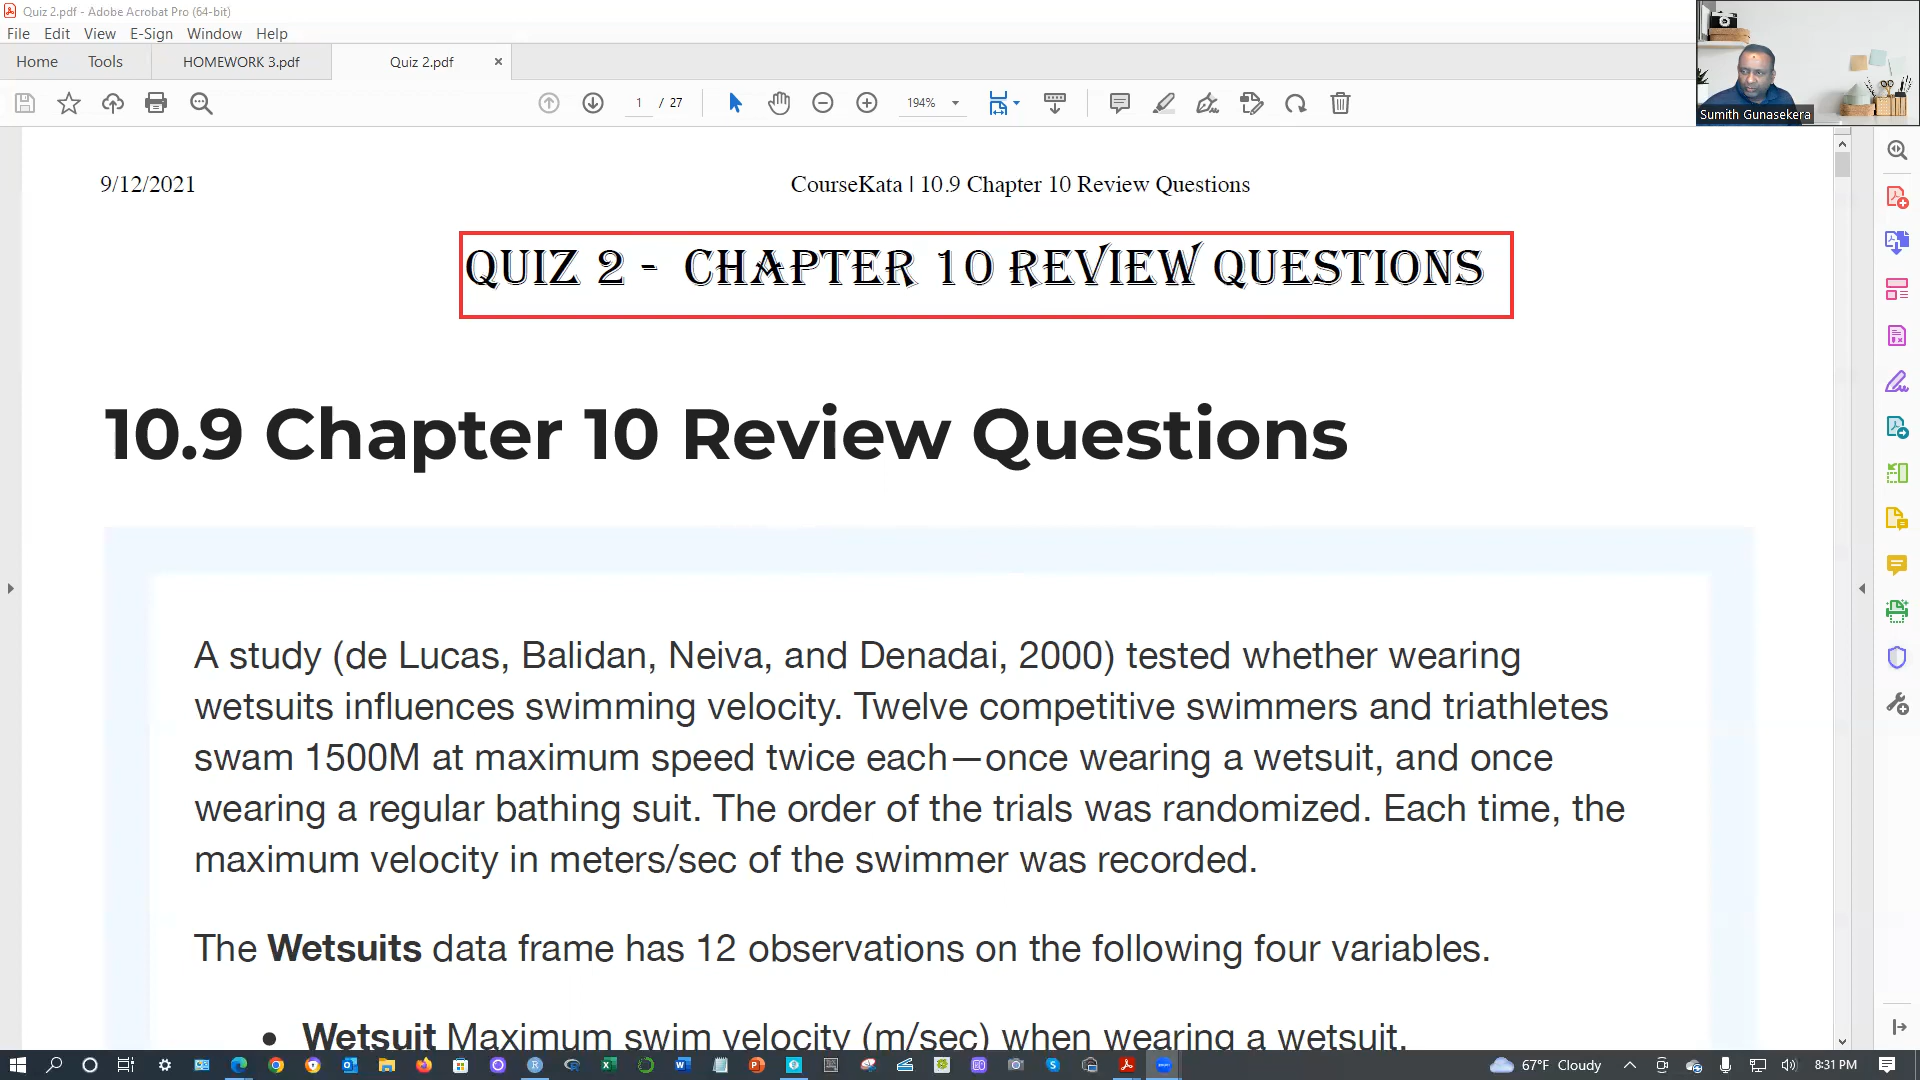 Quiz 2.pdf - Adobe Acrobat Pro (64-bit)
File Edit View E-Sign Window Help
Home Tools HOMEWORK 3.pdf Quiz 2.pdf ×
1 / 27 194%
Sumith Gunasekera
9/12/2021 CourseKata | 10.9 Chapter 10 Review Questions
QUIZ 2 - CHAPTER 10 REVIEW QUESTIONS
10.9 Chapter 10 Review Questions
A study (de Lucas, Balidan, Neiva, and Denadai, 2000) tested whether wearing
wetsuits influences swimming velocity. Twelve competitive swimmers and triathletes
swam 1500M at maximum speed twice each—once wearing a wetsuit, and once
wearing a regular bathing suit. The order of the trials was randomized. Each time, the
maximum velocity in meters/sec of the swimmer was recorded.
The Wetsuits data frame has 12 observations on the following four variables.
• Wetsuit Maximum swim velocity (m/sec) when wearing a wetsuit.
67°F Cloudy 8:31 PM